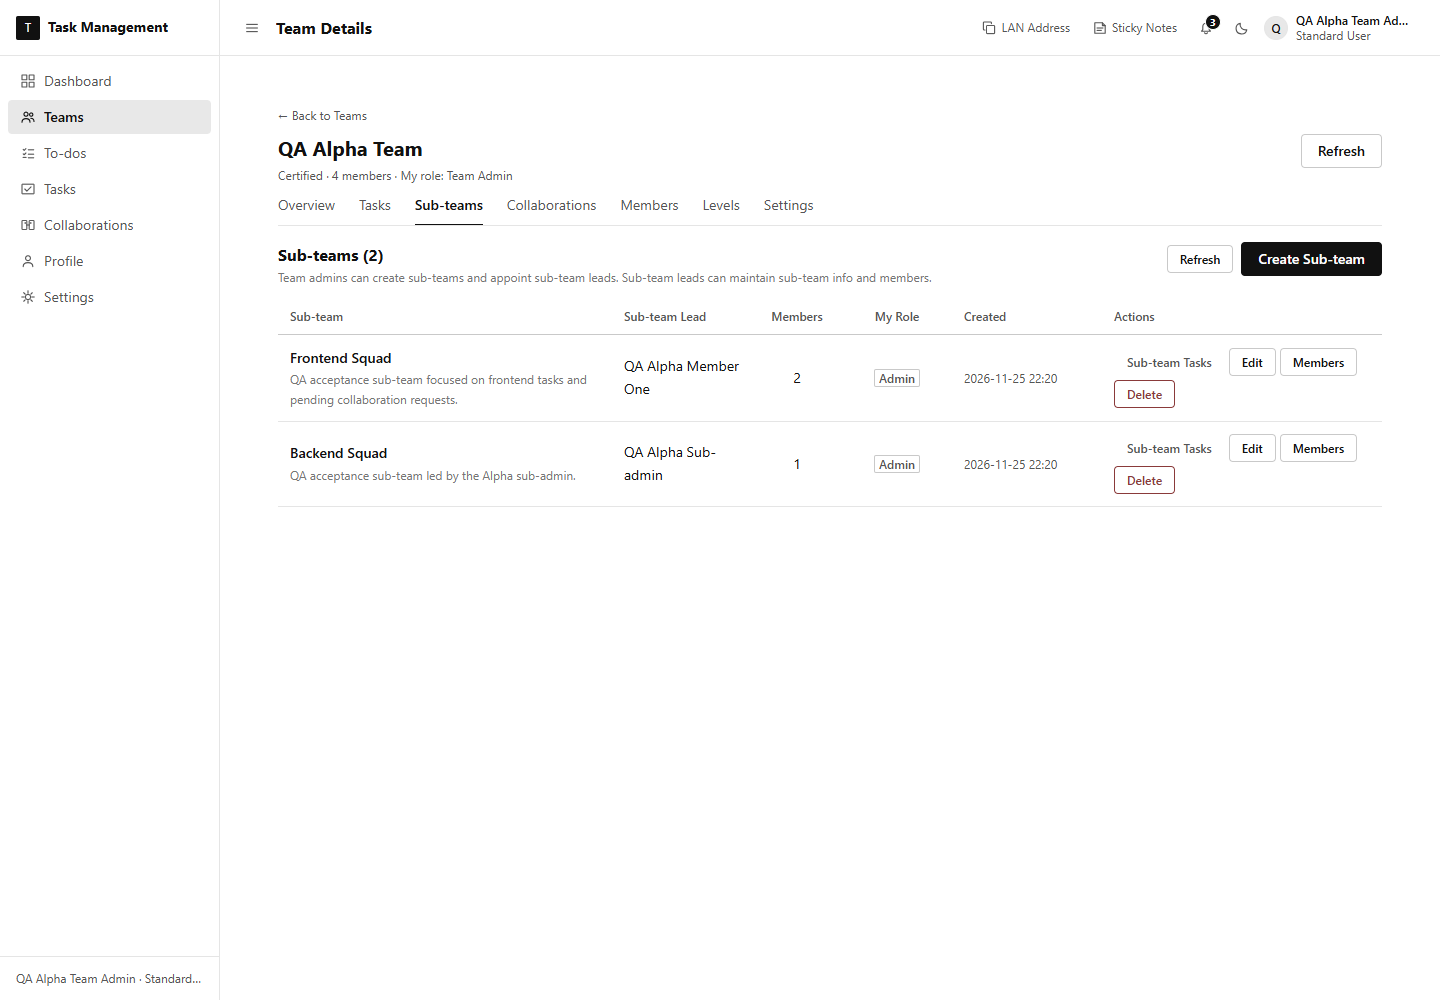 T Task Management
Team Details
LAN Address
Sticky Notes
3
Q
QA Alpha Team Ad...
Standard User
Dashboard
Teams
To-dos
Tasks
Collaborations
Profile
Settings
← Back to Teams
QA Alpha Team
Refresh
Certified · 4 members · My role: Team Admin
Overview Tasks Sub-teams Collaborations Members Levels Settings
Sub-teams (2)
Team admins can create sub-teams and appoint sub-team leads. Sub-team leads can maintain sub-team info and members.
Refresh
Create Sub-team
Sub-team Sub-team Lead Members My Role Created Actions
Frontend Squad
QA acceptance sub-team focused on frontend tasks and
pending collaboration requests.
QA Alpha Member
One
2
Admin
2026-11-25 22:20
Sub-team Tasks Edit Members
Delete
Backend Squad
QA acceptance sub-team led by the Alpha sub-admin.
QA Alpha Sub-
admin
1
Admin
2026-11-25 22:20
Sub-team Tasks Edit Members
Delete
QA Alpha Team Admin · Standard...